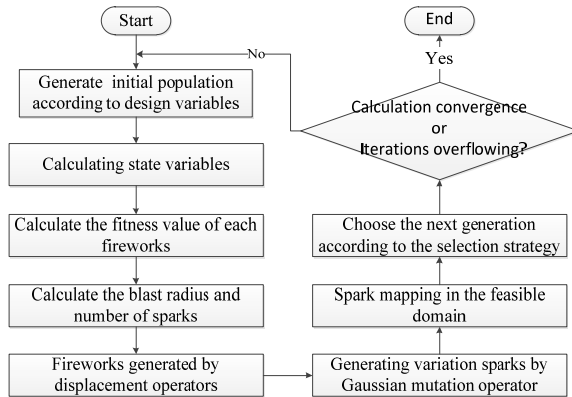 Start
Generate initial population
according to design variables
Calculating state variables
Calculate the fitness value of each
fireworks
Calculate the blast radius and
number of sparks
Fireworks generated by
displacement operators
Generating variation sparks by
Gaussian mutation operator
Spark mapping in the feasible
domain
Choose the next generation
according to the selection strategy
Calculation convergence
or
Iterations overflowing?
No
Yes
End